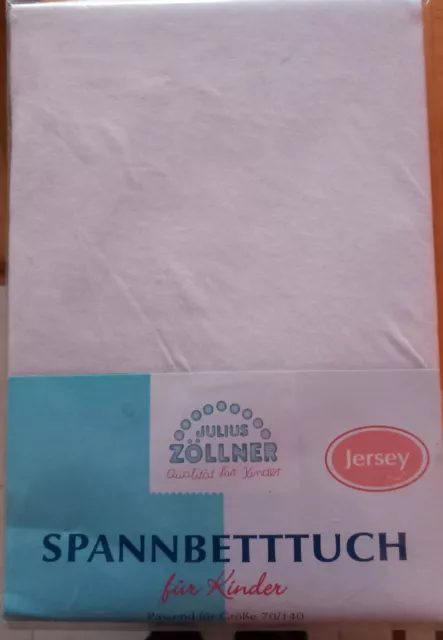 JULIUS
ZÖLLNER
Qualität für Kinder
Jersey
SPANNBETTTUCH
für Kinder
Passend für Größe 70/140